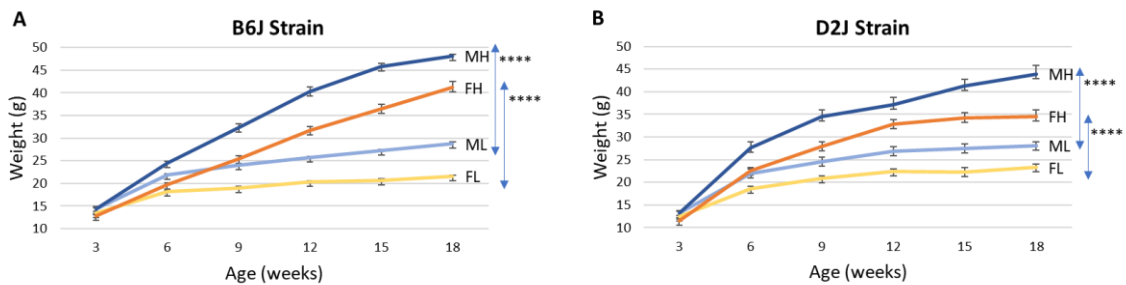 A
B6J Strain
Weight (g)
50
45
40
35
30
25
20
15
10
MH
FH
ML
FL
****
****
3 6 9 12 15 18
Age (weeks)
B
D2J Strain
Weight (g)
50
45
40
35
30
25
20
15
10
MH
FH
ML
FL
****
****
3 6 9 12 15 18
Age (weeks)